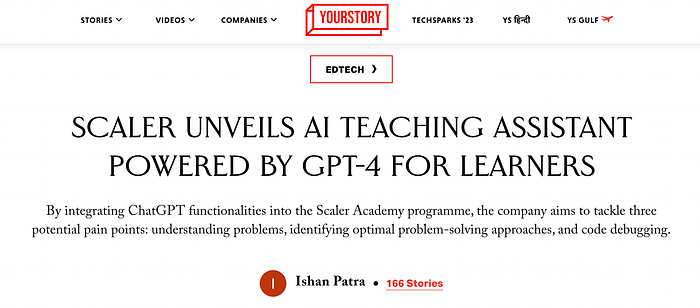 STORIES VIDEOS COMPANIES YOURSTORY TECHSPARKS '23 YS हिन्दी YS GULF
EDTECH
SCALER UNVEILS AI TEACHING ASSISTANT
POWERED BY GPT-4 FOR LEARNERS
By integrating ChatGPT functionalities into the Scaler Academy programme, the company aims to tackle three
potential pain points: understanding problems, identifying optimal problem-solving approaches, and code debugging.
I Ishan Patra • 166 Stories